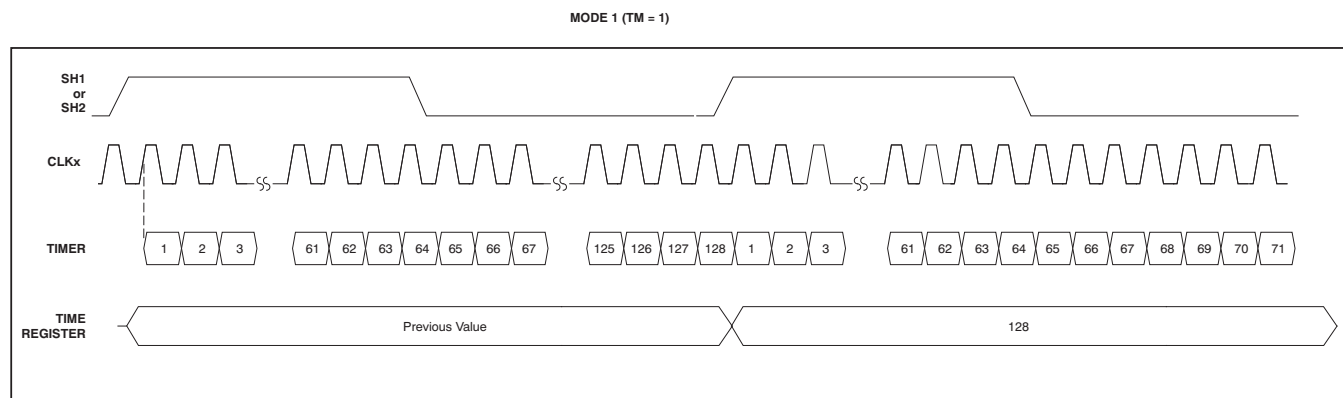 MODE 1 (TM = 1)
SH1
or
SH2
CLKx
TIMER
1 2 3 61 62 63 64 65 66 67 125 126 127 128 1 2 3 61 62 63 64 65 66 67 68 69 70 71
TIME
REGISTER
Previous Value 128